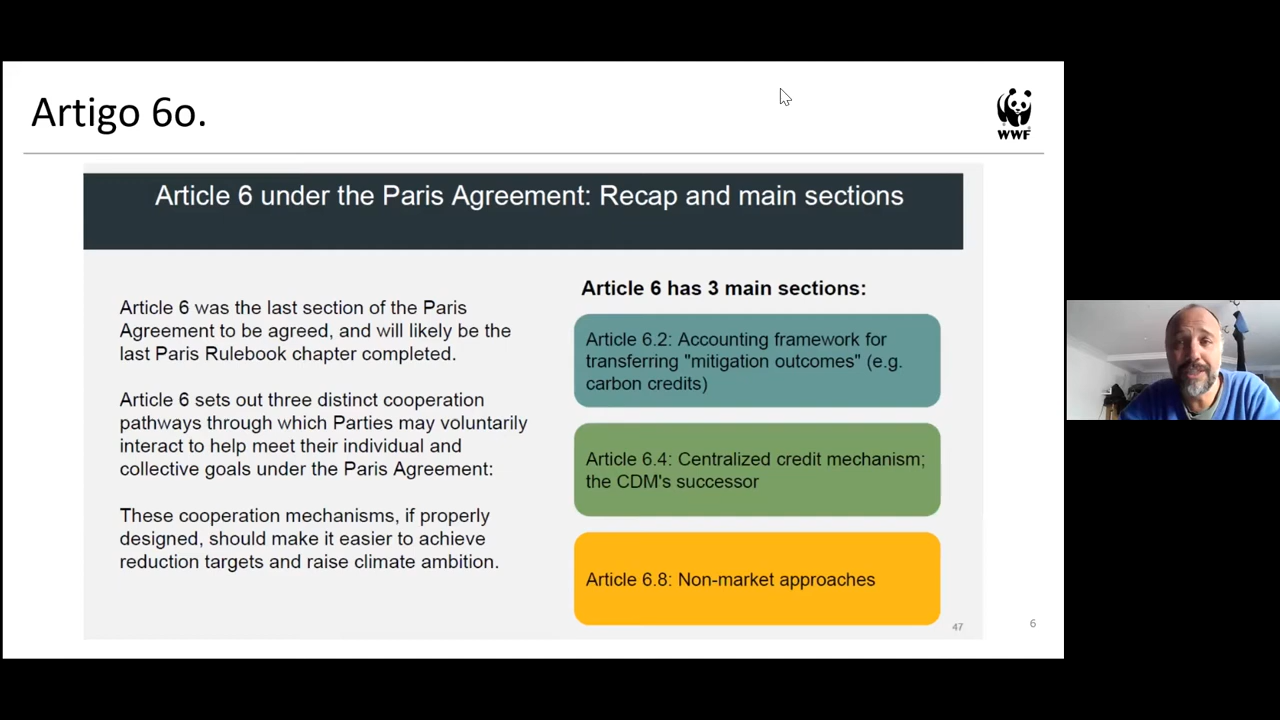 Artigo 6o.
WWF
Article 6 under the Paris Agreement: Recap and main sections
Article 6 was the last section of the Paris
Agreement to be agreed, and will likely be the
last Paris Rulebook chapter completed.
Article 6 sets out three distinct cooperation
pathways through which Parties may voluntarily
interact to help meet their individual and
collective goals under the Paris Agreement:
These cooperation mechanisms, if properly
designed, should make it easier to achieve
reduction targets and raise climate ambition.
Article 6 has 3 main sections:
Article 6.2: Accounting framework for
transferring "mitigation outcomes" (e.g.
carbon credits)
Article 6.4: Centralized credit mechanism;
the CDM's successor
Article 6.8: Non-market approaches
47
6